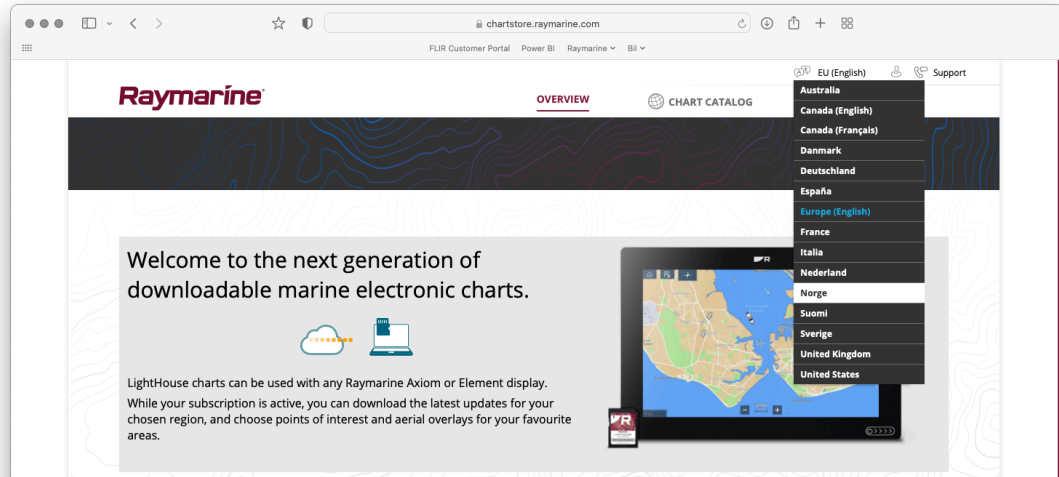 chartstore.raymarine.com
FLIR Customer Portal Power BI Raymarine Bil
EU (English) Support
Raymarine
OVERVIEW CHART CATALOG
Australia
Canada (English)
Canada (Français)
Danmark
Deutschland
España
Europe (English)
France
Italia
Nederland
Norge
Suomi
Sverige
United Kingdom
United States
Welcome to the next generation of
downloadable marine electronic charts.
LightHouse charts can be used with any Raymarine Axiom or Element display.
While your subscription is active, you can download the latest updates for your
chosen region, and choose points of interest and aerial overlays for your favourite
areas.